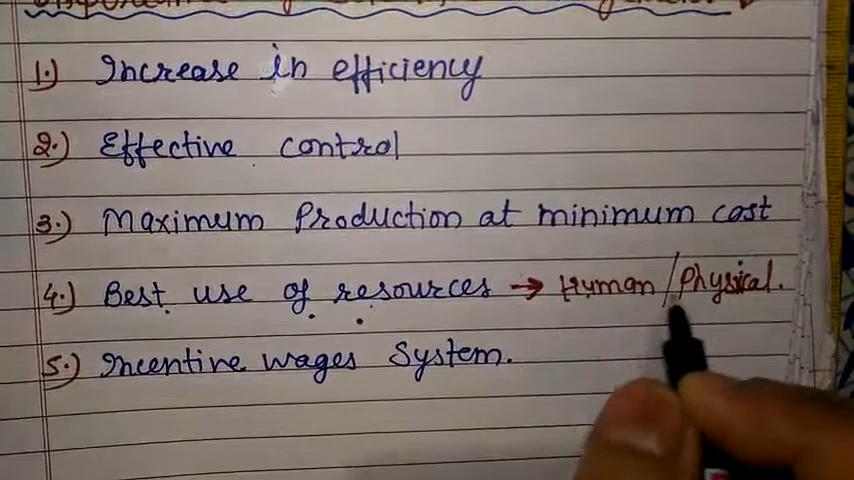 1.) Increase in efficiency
2.) Effective control
3.) Maximum Production at minimum cost
4.) Best use of resources → Human/Physical.
5.) Incentive wages System.